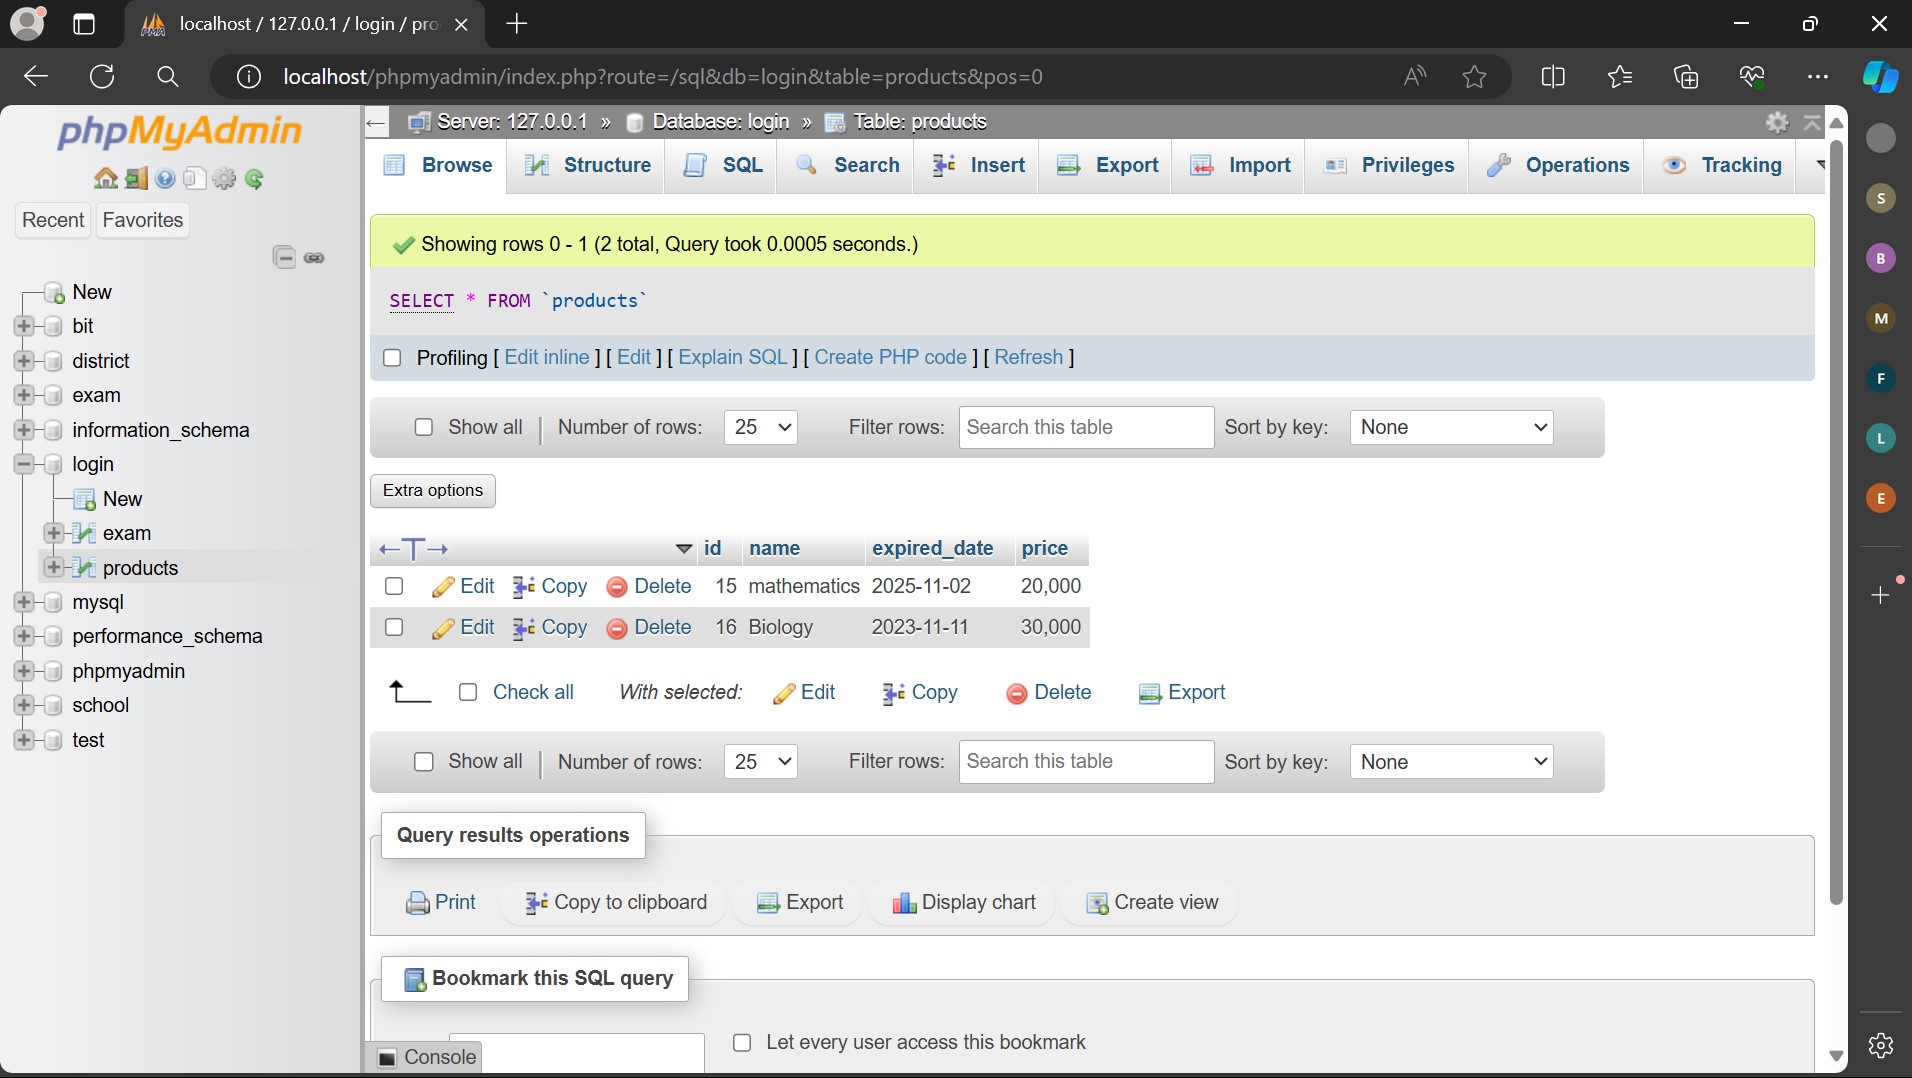 localhost / 127.0.0.1 / login / pro
localhost/phpmyadmin/index.php?route=/sql&db=login&table=products&pos=0
phpMyAdmin
Recent Favorites
New
bit
district
exam
information_schema
login
New
exam
products
mysql
performance_schema
phpmyadmin
school
test
Server: 127.0.0.1 » Database: login » Table: products
Browse Structure SQL Search Insert Export Import Privileges Operations Tracking
Showing rows 0 - 1 (2 total, Query took 0.0005 seconds.)
SELECT * FROM `products`
Profiling [ Edit inline ] [ Edit ] [ Explain SQL ] [ Create PHP code ] [ Refresh ]
Show all | Number of rows: 25 Filter rows: Search this table Sort by key: None
Extra options
←T→ id name expired_date price
Edit Copy Delete 15 mathematics 2025-11-02 20,000
Edit Copy Delete 16 Biology 2023-11-11 30,000
Check all With selected: Edit Copy Delete Export
Show all | Number of rows: 25 Filter rows: Search this table Sort by key: None
Query results operations
Print Copy to clipboard Export Display chart Create view
Bookmark this SQL query
Let every user access this bookmark
Console
S
B
M
F
L
E